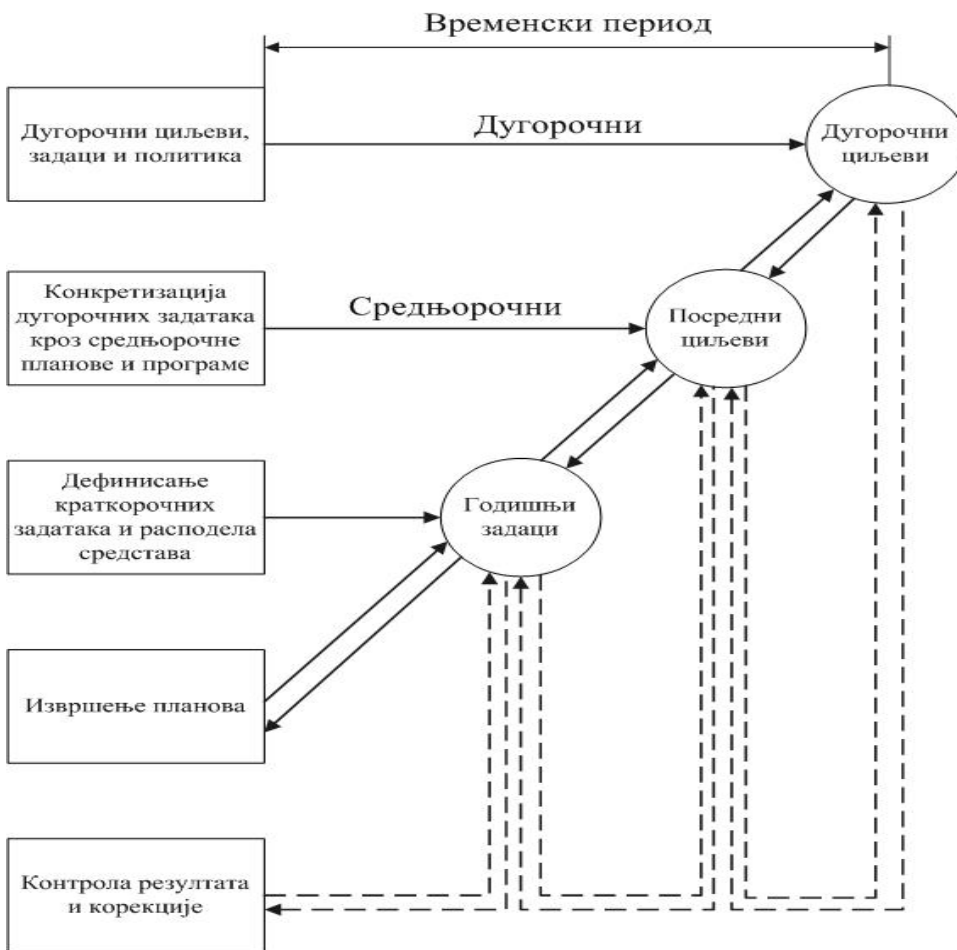 Временски период
Дугорочни циљеви,
задаци и политика
Дугорочни
Дугорочни
циљеви
Конкретизација
дугорочних задатака
кроз средњорочне
планове и програме
Средњорочни
Посредни
циљеви
Дефинисање
краткорочних
задатака и расподела
средстава
Годишњи
задаци
Извршење планова
Контрола резултата
и корекције